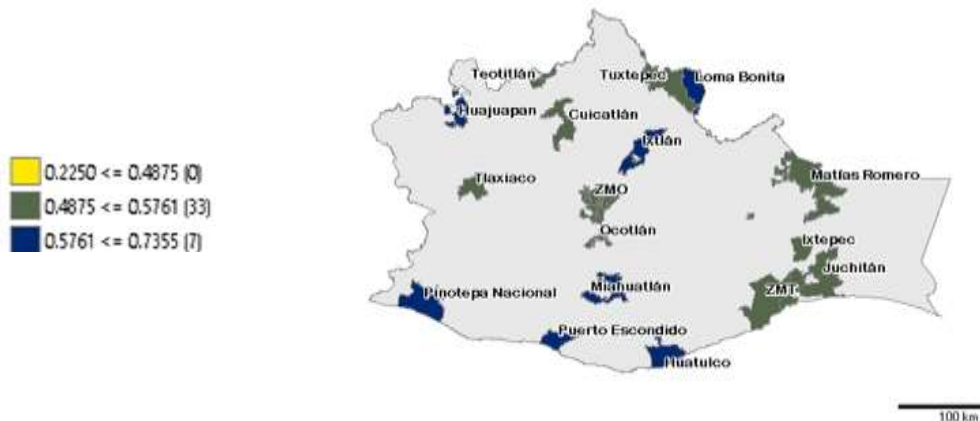 Teotitlán
Tuxtepec
Loma Bonita
Huajuapan
Cuicatlán
Ixtlán
0.2250 <= 0.4875 (0)
0.4875 <= 0.5761 (33)
0.5761 <= 0.7355 (7)
Tlaxiaco
ZMO
Matías Romero
Ocotlán
Ixtepec
Juchitán
Pinotepa Nacional
Miahuatlán
ZMT
Puerto Escondido
Huatulco
100 km